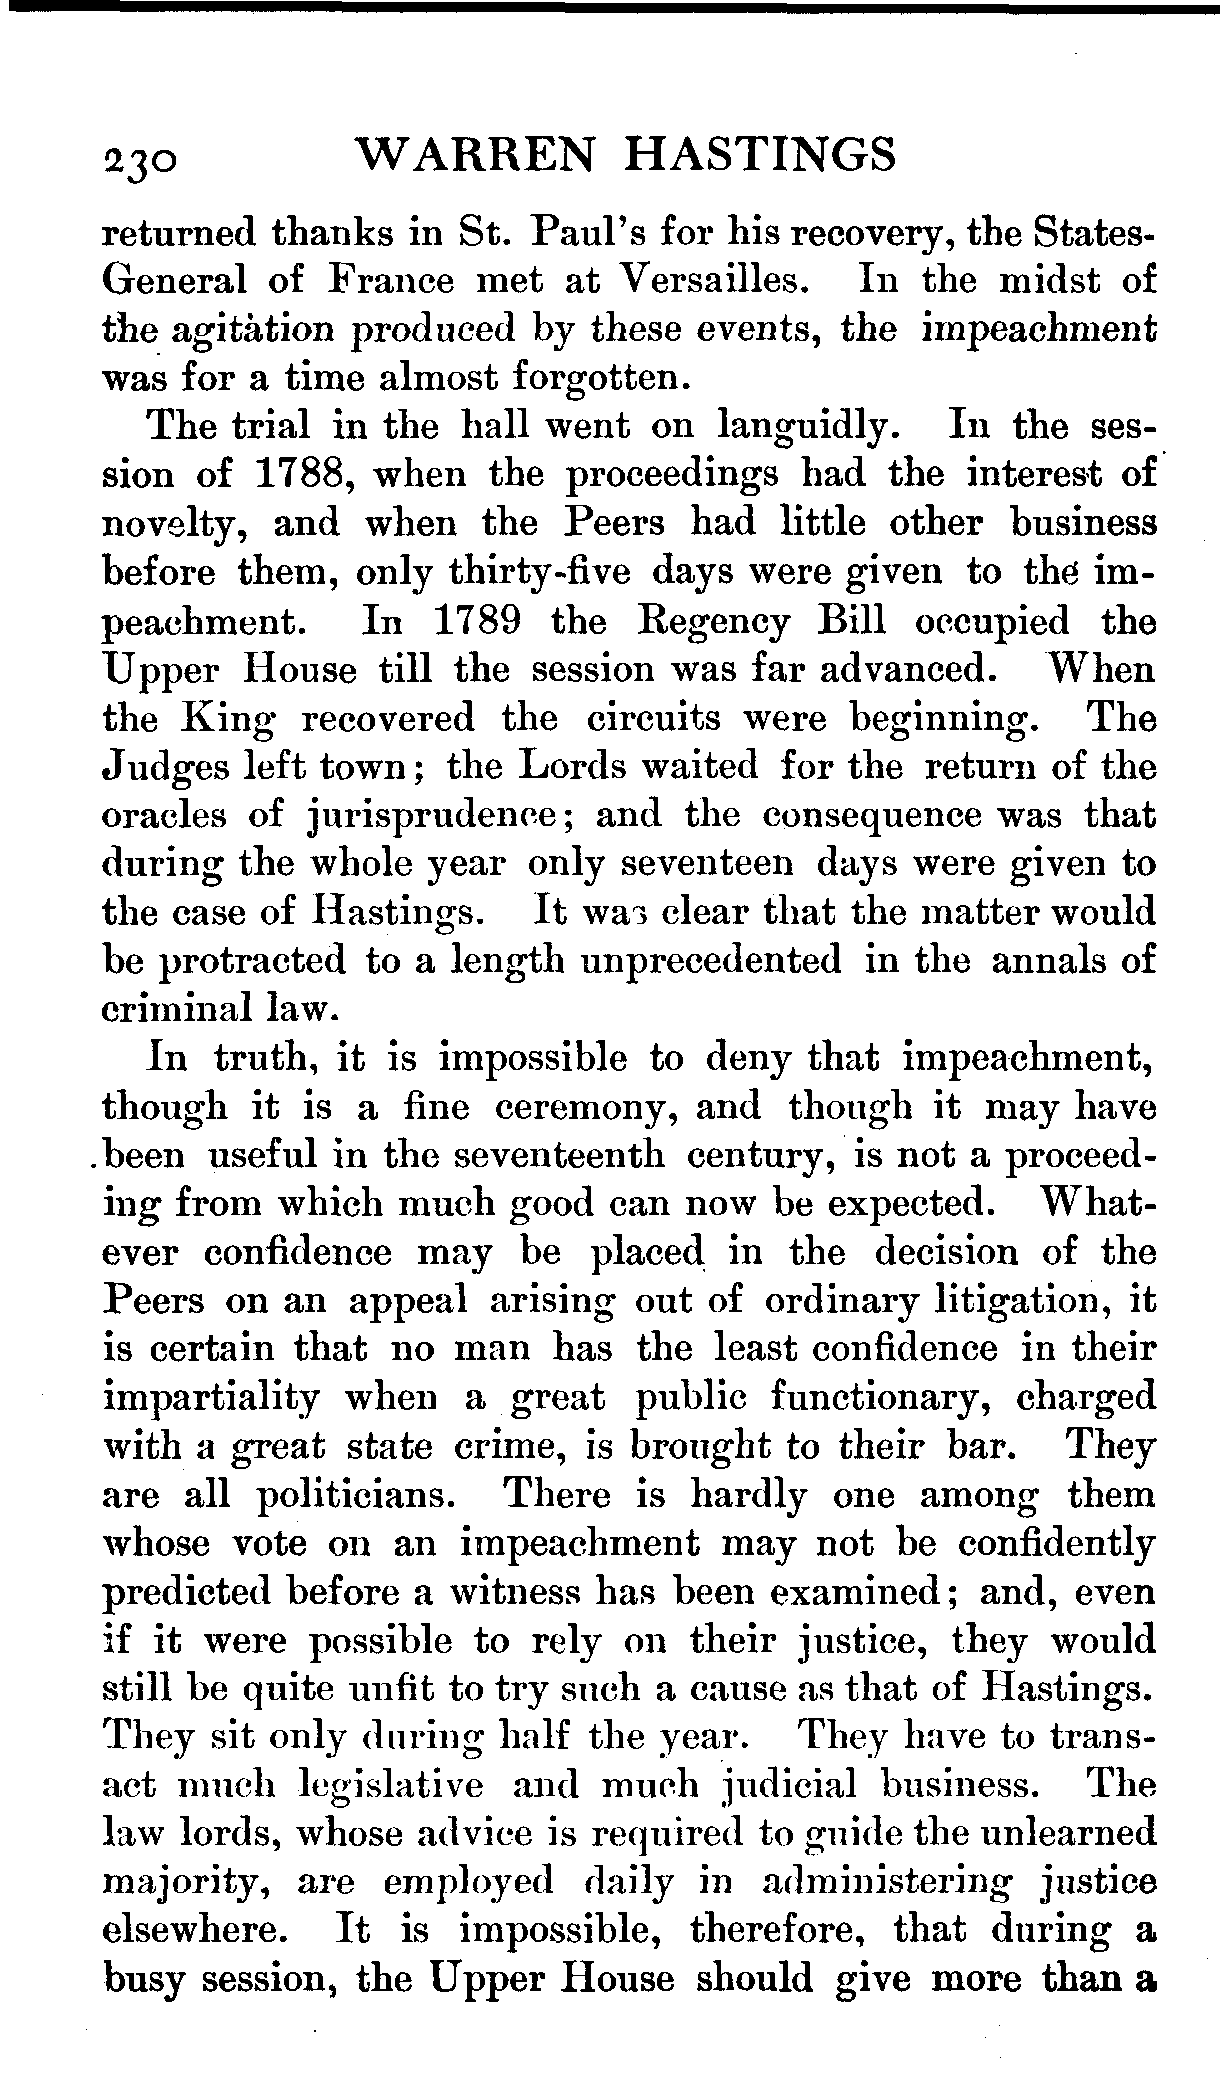 230 WARREN HASTINGS
returned thanks in St. Paul's for his recovery, the States-
General of France met at Versailles. In the midst of
the agitation produced by these events, the impeachment
was for a time almost forgotten.
The trial in the hall went on languidly. In the ses-
sion of 1788, when the proceedings had the interest of
novelty, and when the Peers had little other business
before them, only thirty-five days were given to the im-
peachment. In 1789 the Regency Bill occupied the
Upper House till the session was far advanced. When
the King recovered the circuits were beginning. The
Judges left town; the Lords waited for the return of the
oracles of jurisprudence; and the consequence was that
during the whole year only seventeen days were given to
the case of Hastings. It was clear that the matter would
be protracted to a length unprecedented in the annals of
criminal law.
In truth, it is impossible to deny that impeachment,
though it is a fine ceremony, and though it may have
been useful in the seventeenth century, is not a proceed-
ing from which much good can now be expected. What-
ever confidence may be placed in the decision of the
Peers on an appeal arising out of ordinary litigation, it
is certain that no man has the least confidence in their
impartiality when a great public functionary, charged
with a great state crime, is brought to their bar. They
are all politicians. There is hardly one among them
whose vote on an impeachment may not be confidently
predicted before a witness has been examined; and, even
if it were possible to rely on their justice, they would
still be quite unfit to try such a cause as that of Hastings.
They sit only during half the year. They have to trans-
act much legislative and much judicial business. The
law lords, whose advice is required to guide the unlearned
majority, are employed daily in administering justice
elsewhere. It is impossible, therefore, that during a
busy session, the Upper House should give more than a